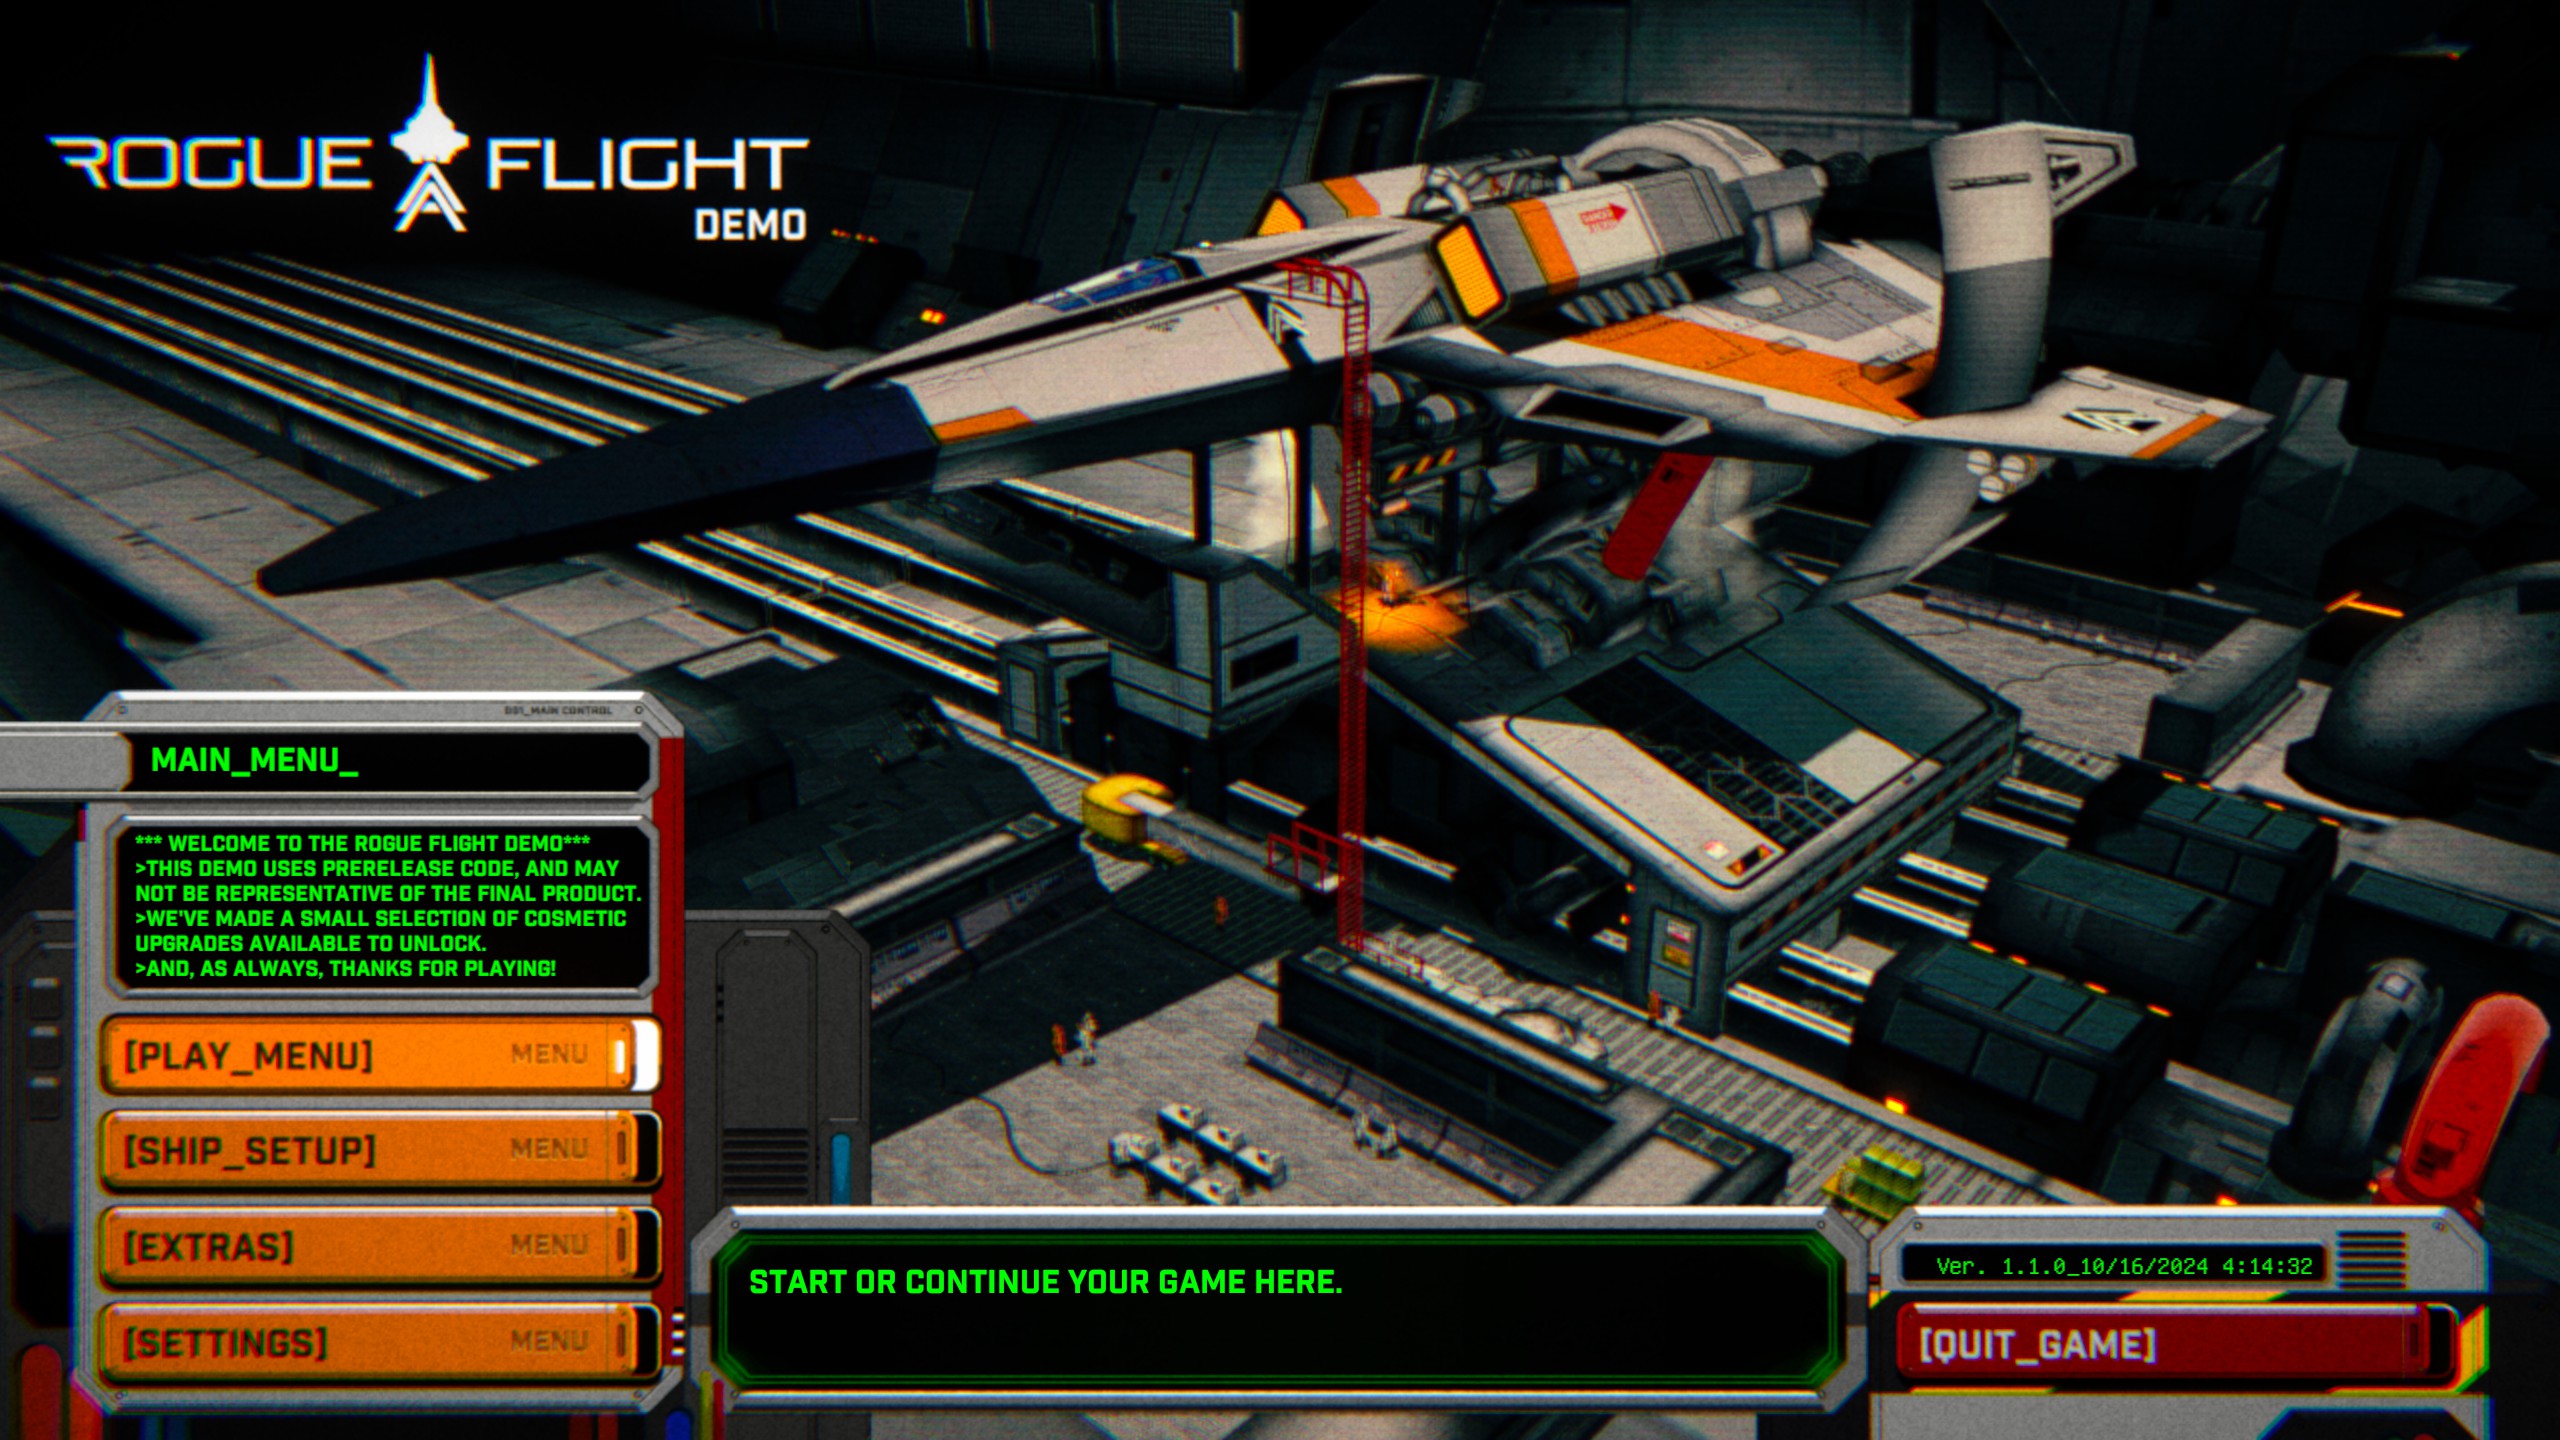 ROGUE FLIGHT
DEMO
001_MAIN CONTROL
MAIN_MENU_
*** WELCOME TO THE ROGUE FLIGHT DEMO***
>THIS DEMO USES PRERELEASE CODE, AND MAY
NOT BE REPRESENTATIVE OF THE FINAL PRODUCT.
>WE'VE MADE A SMALL SELECTION OF COSMETIC
UPGRADES AVAILABLE TO UNLOCK.
>AND, AS ALWAYS, THANKS FOR PLAYING!
[PLAY_MENU] MENU
[SHIP_SETUP] MENU
[EXTRAS] MENU
[SETTINGS] MENU
START OR CONTINUE YOUR GAME HERE.
Ver. 1.1.0_10/16/2024 4:14:32
[QUIT_GAME]